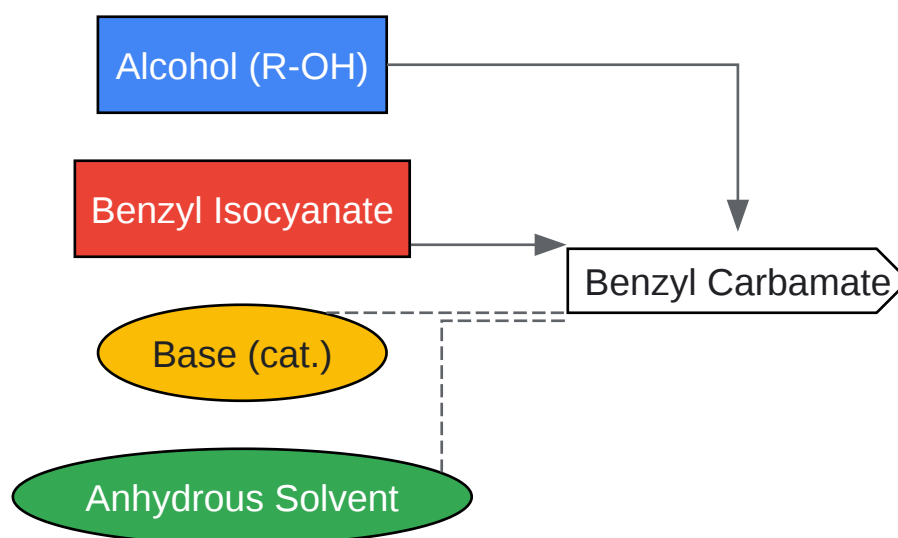 Alcohol (R-OH)
Benzyl Isocyanate
Benzyl Carbamate
Base (cat.)
Anhydrous Solvent